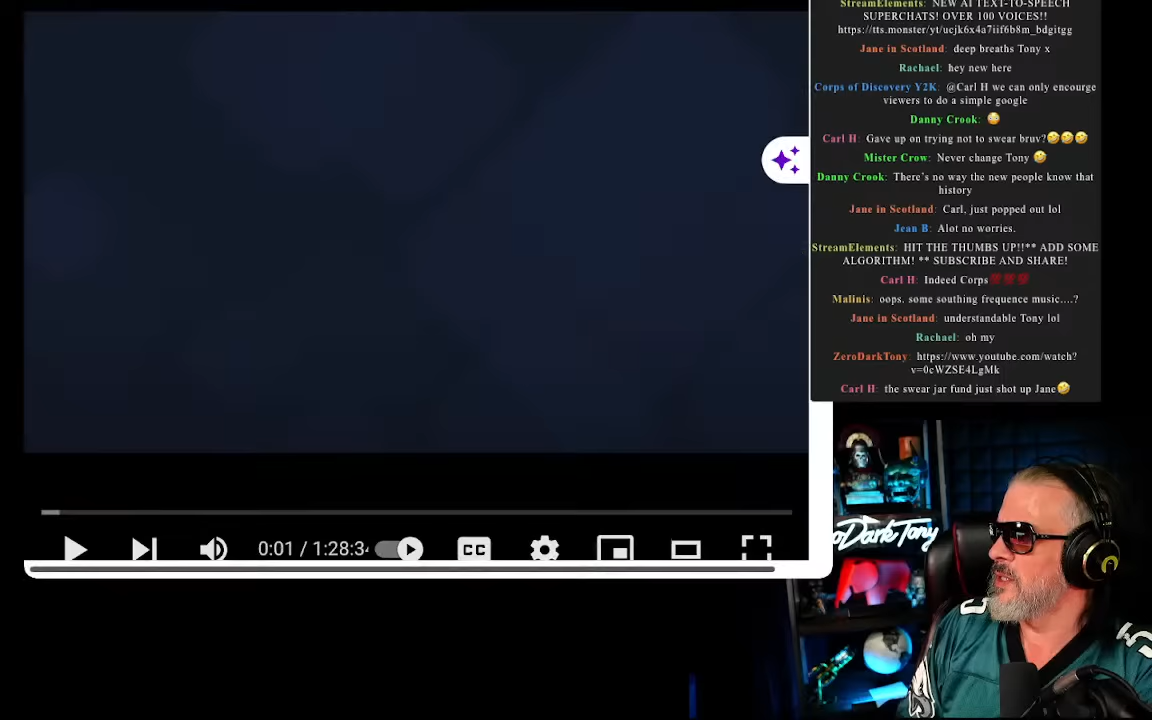 StreamElements: NEW AI TEXT-TO-SPEECH
SUPERCHATS! OVER 100 VOICES!!
https://tts.monster/yt/ucjk6x4a7iif6b8m_bdgitgg
Jane in Scotland: deep breaths Tony x
Rachael: hey new here
Corps of Discovery Y2K: @Carl H we can only encourge
viewers to do a simple google
Danny Crook: 😳
Carl H: Gave up on trying not to swear bruv?🤣🤣🤣
Mister Crow: Never change Tony 🤣
Danny Crook: There's no way the new people know that
history
Jane in Scotland: Carl, just popped out lol
Jean B: Alot no worries.
StreamElements: HIT THE THUMBS UP!!** ADD SOME
ALGORITHM! ** SUBSCRIBE AND SHARE!
Carl H: Indeed Corps💯💯💯
Malinis: oops. some southing frequence music....?
Jane in Scotland: understandable Tony lol
Rachael: oh my
ZeroDarkTony: https://www.youtube.com/watch?
v=0cWZSE4LgMk
Carl H: the swear jar fund just shot up Jane🤣
oDarkTony
0:01 / 1:28:34
CC